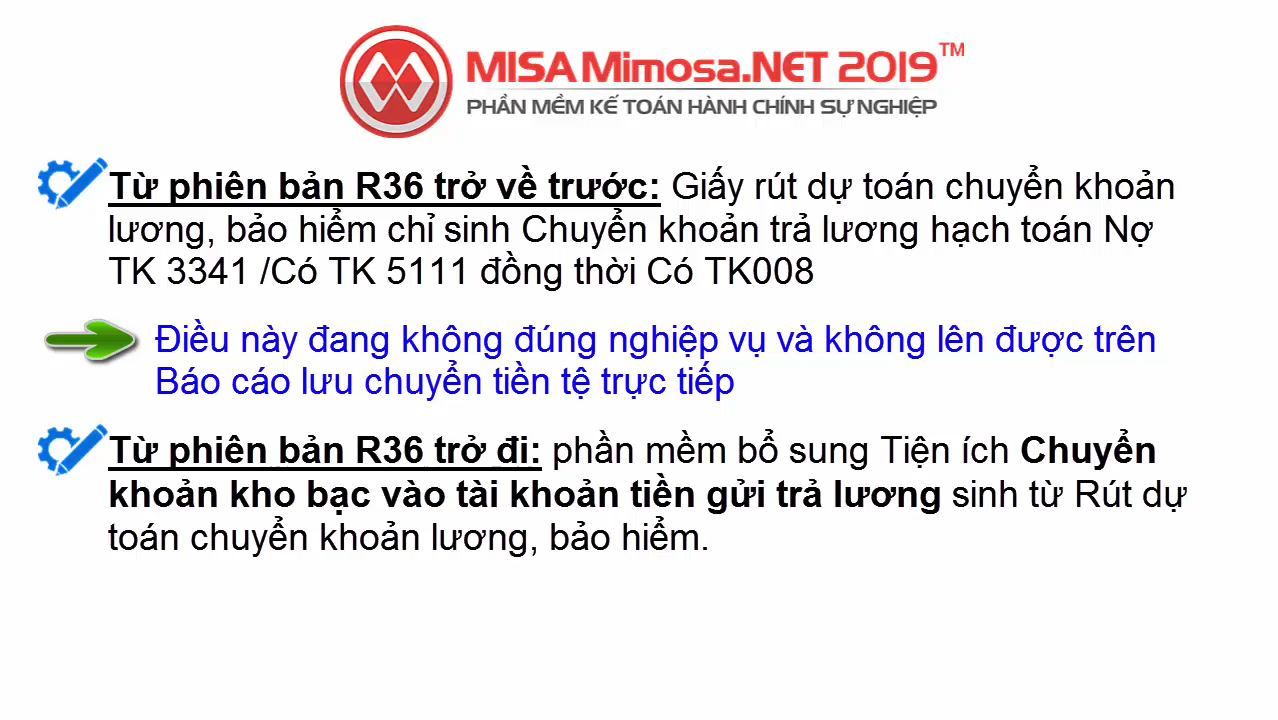 MISA Mimosa.NET 2019™
PHẦN MỀM KẾ TOÁN HÀNH CHÍNH SỰ NGHIỆP
Từ phiên bản R36 trở về trước: Giấy rút dự toán chuyển khoản
lương, bảo hiểm chỉ sinh Chuyển khoản trả lương hạch toán Nợ
TK 3341 /Có TK 5111 đồng thời Có TK008
Điều này đang không đúng nghiệp vụ và không lên được trên
Báo cáo lưu chuyển tiền tệ trực tiếp
Từ phiên bản R36 trở đi: phần mềm bổ sung Tiện ích Chuyển
khoản kho bạc vào tài khoản tiền gửi trả lương sinh từ Rút dự
toán chuyển khoản lương, bảo hiểm.